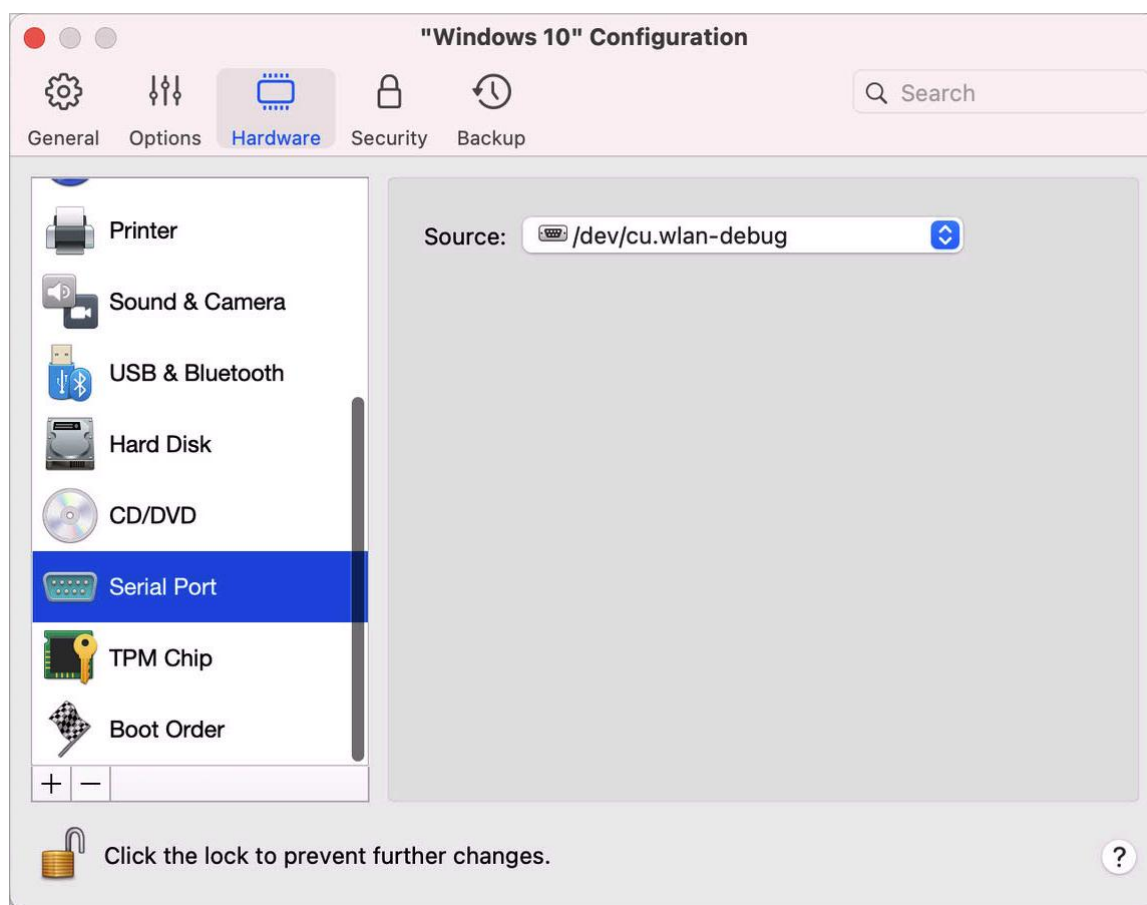 "Windows 10" Configuration
General Options Hardware Security Backup
Search
Printer
Sound & Camera
USB & Bluetooth
Hard Disk
CD/DVD
Serial Port
TPM Chip
Boot Order
+ −
Source: /dev/cu.wlan-debug
Click the lock to prevent further changes.
?